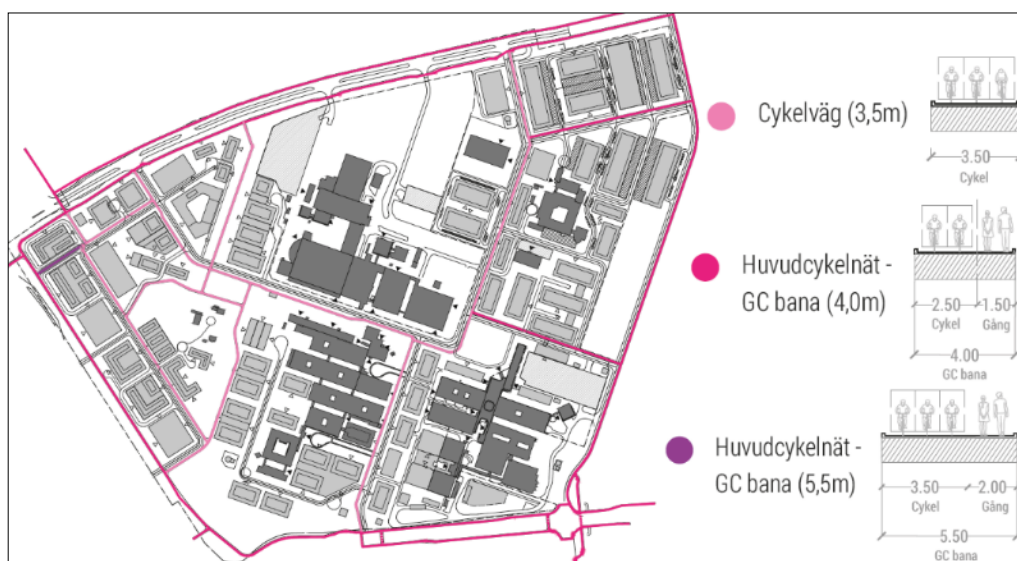 Cykelväg (3,5m)
3.50
Cykel
Huvudcykelnät -
GC bana (4,0m)
2.50 1.50
Cykel Gång
4.00
GC bana
Huvudcykelnät -
GC bana (5,5m)
3.50 2.00
Cykel Gång
5.50
GC bana